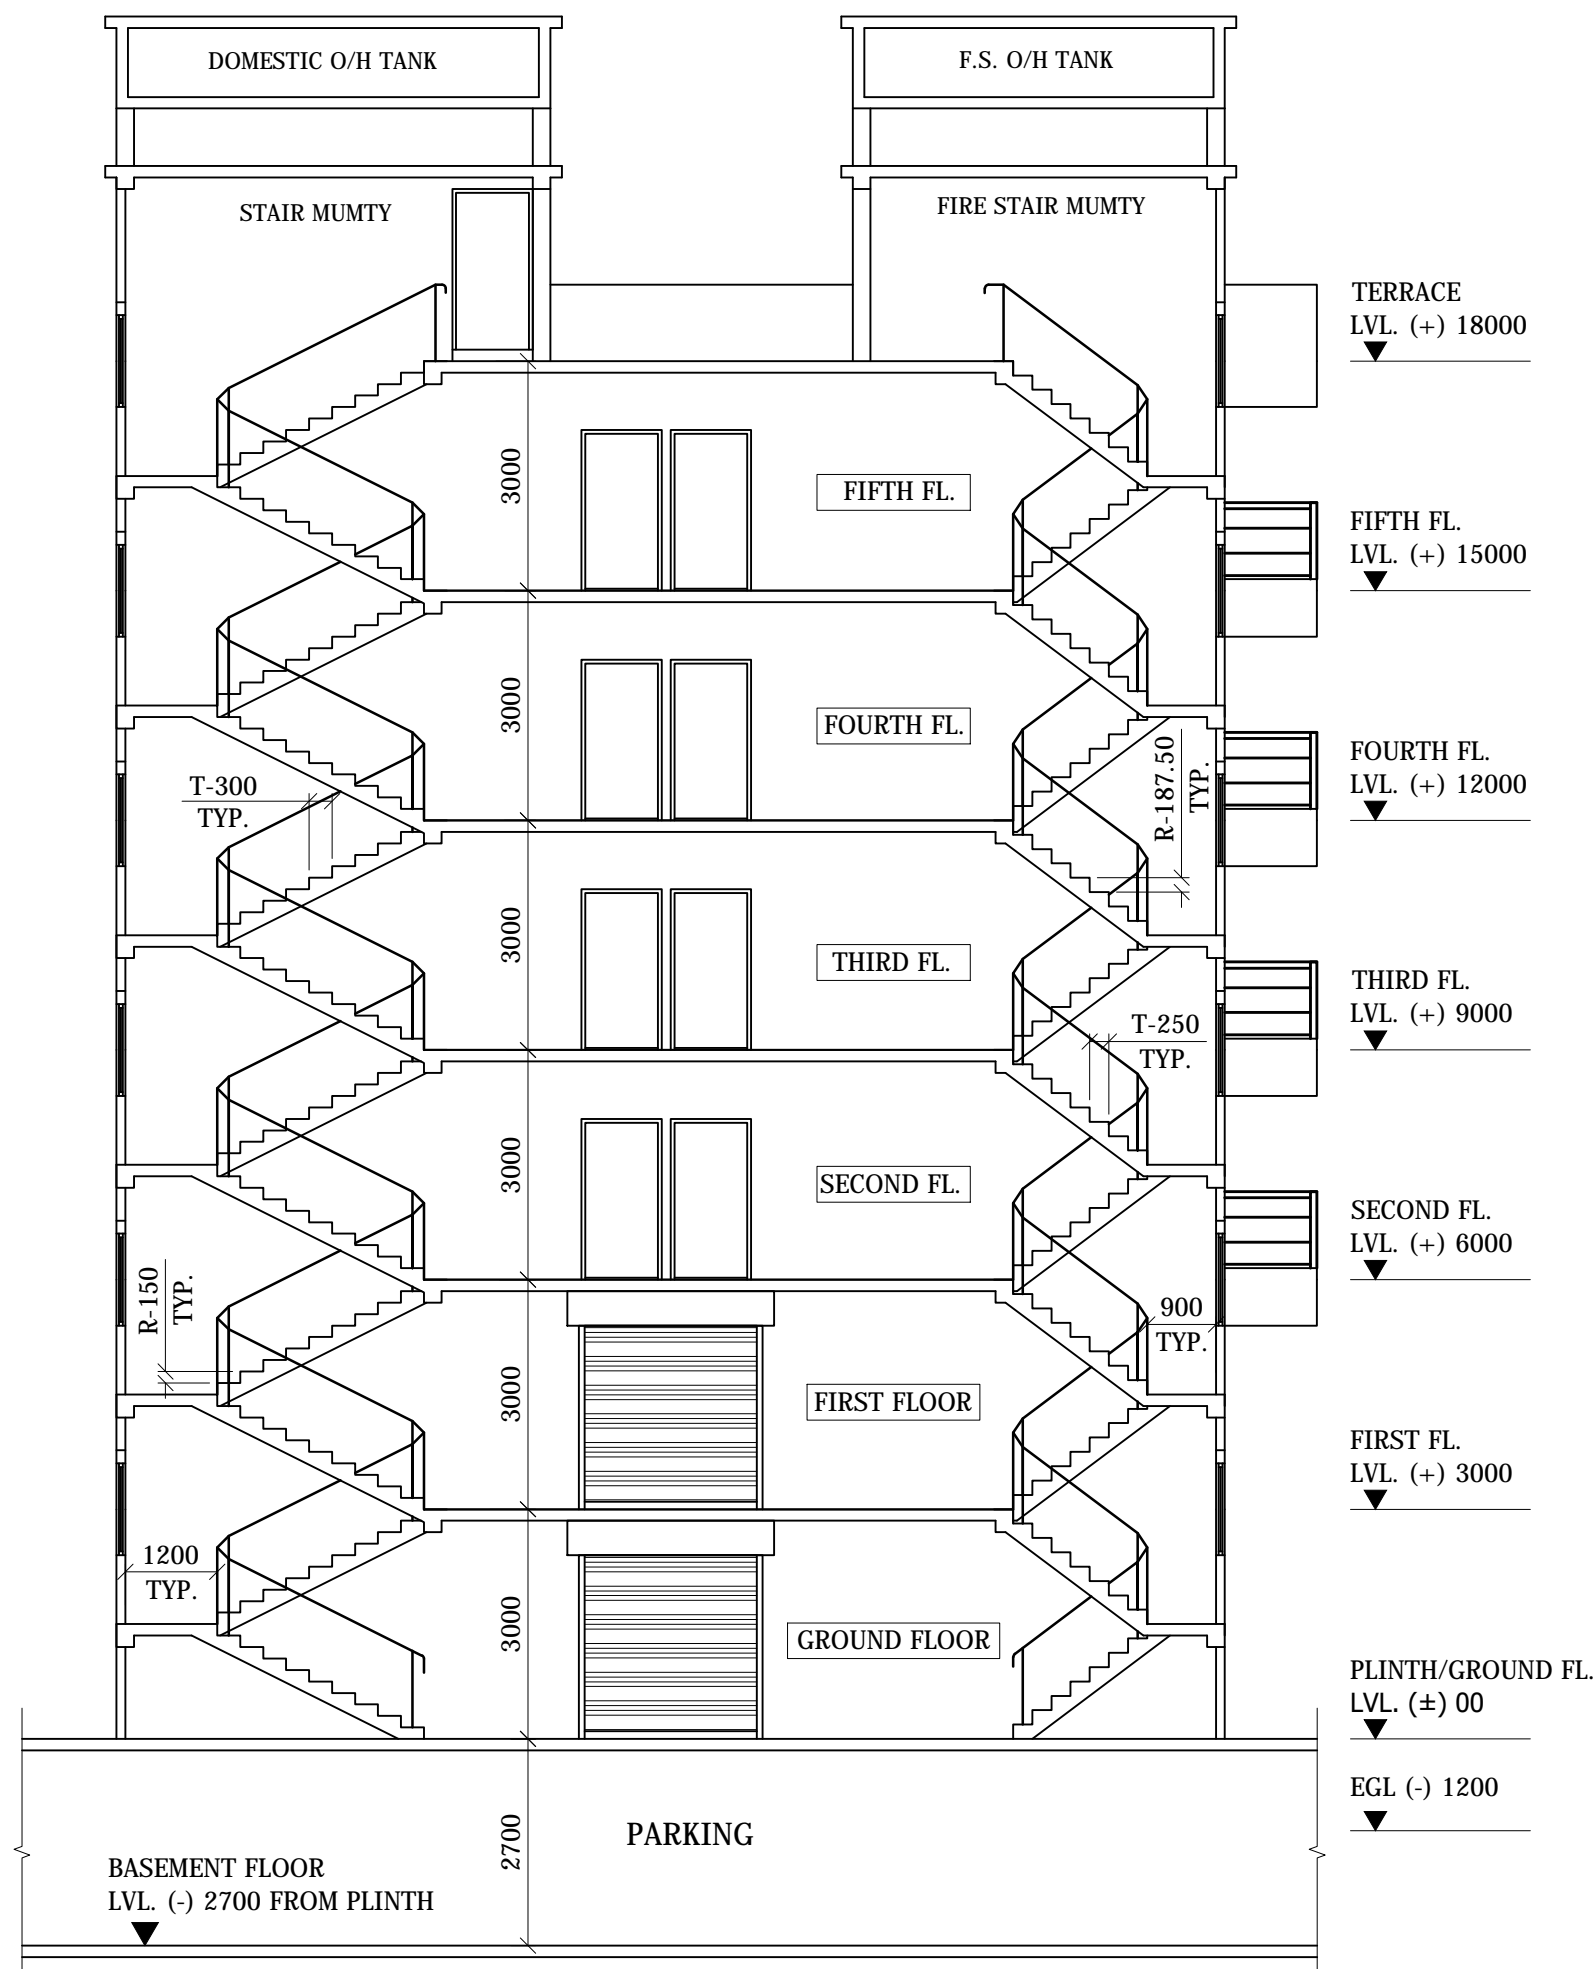 DOMESTIC O/H TANK
F.S. O/H TANK
STAIR MUMTY
FIRE STAIR MUMTY
TERRACE
LVL. (+) 18000
3000
FIFTH FL.
FIFTH FL.
LVL. (+) 15000
3000
FOURTH FL.
R-187.50
TYP.
FOURTH FL.
LVL. (+) 12000
T-300
TYP.
3000
THIRD FL.
THIRD FL.
LVL. (+) 9000
T-250
TYP.
3000
SECOND FL.
SECOND FL.
LVL. (+) 6000
R-150
TYP.
900
TYP.
3000
FIRST FLOOR
FIRST FL.
LVL. (+) 3000
1200
TYP.
3000
GROUND FLOOR
PLINTH/GROUND FL.
LVL. (±) 00
EGL (-) 1200
2700
PARKING
BASEMENT FLOOR
LVL. (-) 2700 FROM PLINTH